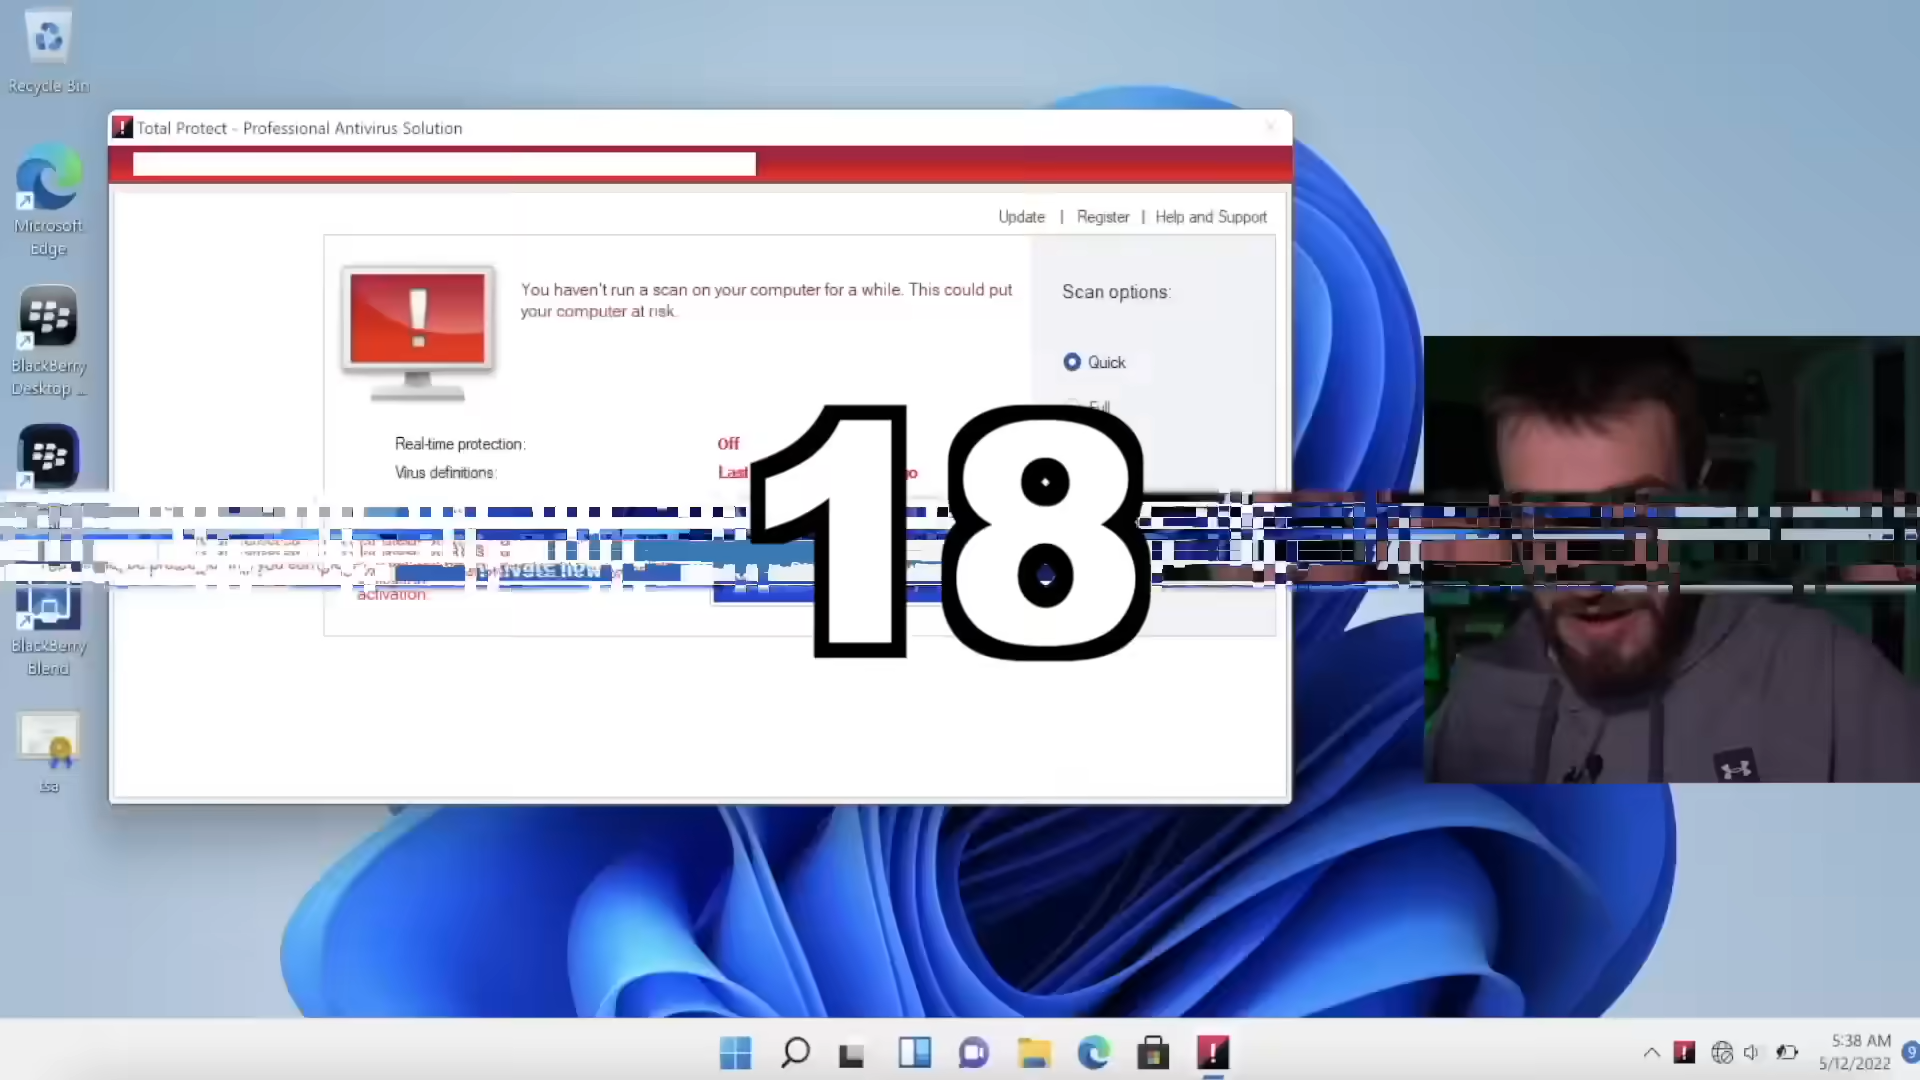 Recycle Bin
Total Protect - Professional Antivirus Solution
Update | Register | Help and Support
Microsoft
Edge
You haven't run a scan on your computer for a while. This could put
your computer at risk.
Scan options:
Quick
Full
BlackBerry
Desktop ...
Real-time protection:
Off
Virus definitions:
Last
18
activation
BlackBerry
Blend
tsa
5:38 AM
5/12/2022
9